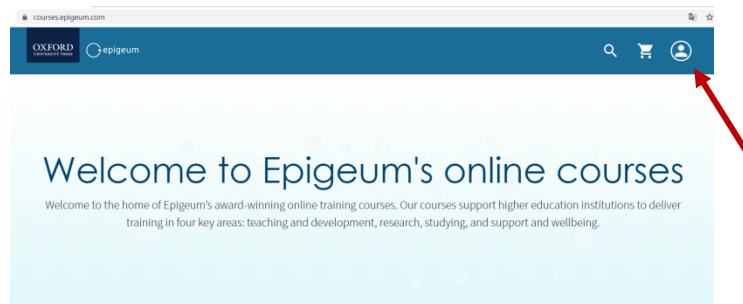 courses.epigeum.com
OXFORD
UNIVERSITY PRESS
epigeum
Welcome to Epigeum's online courses
Welcome to the home of Epigeum's award-winning online training courses. Our courses support higher education institutions to deliver
training in four key areas: teaching and development, research, studying, and support and wellbeing.